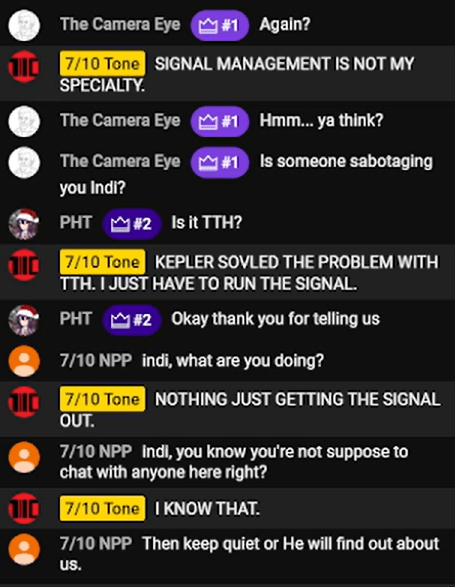 The Camera Eye #1 Again?
7/10 Tone SIGNAL MANAGEMENT IS NOT MY
SPECIALTY.
The Camera Eye #1 Hmm... ya think?
The Camera Eye #1 Is someone sabotaging
you Indi?
PHT #2 Is it TTH?
7/10 Tone KEPLER SOVLED THE PROBLEM WITH
TTH. I JUST HAVE TO RUN THE SIGNAL.
PHT #2 Okay thank you for telling us
7/10 NPP indi, what are you doing?
7/10 Tone NOTHING JUST GETTING THE SIGNAL
OUT.
7/10 NPP Indi, you know you're not suppose to
chat with anyone here right?
7/10 Tone I KNOW THAT.
7/10 NPP Then keep quiet or He will find out about
us.